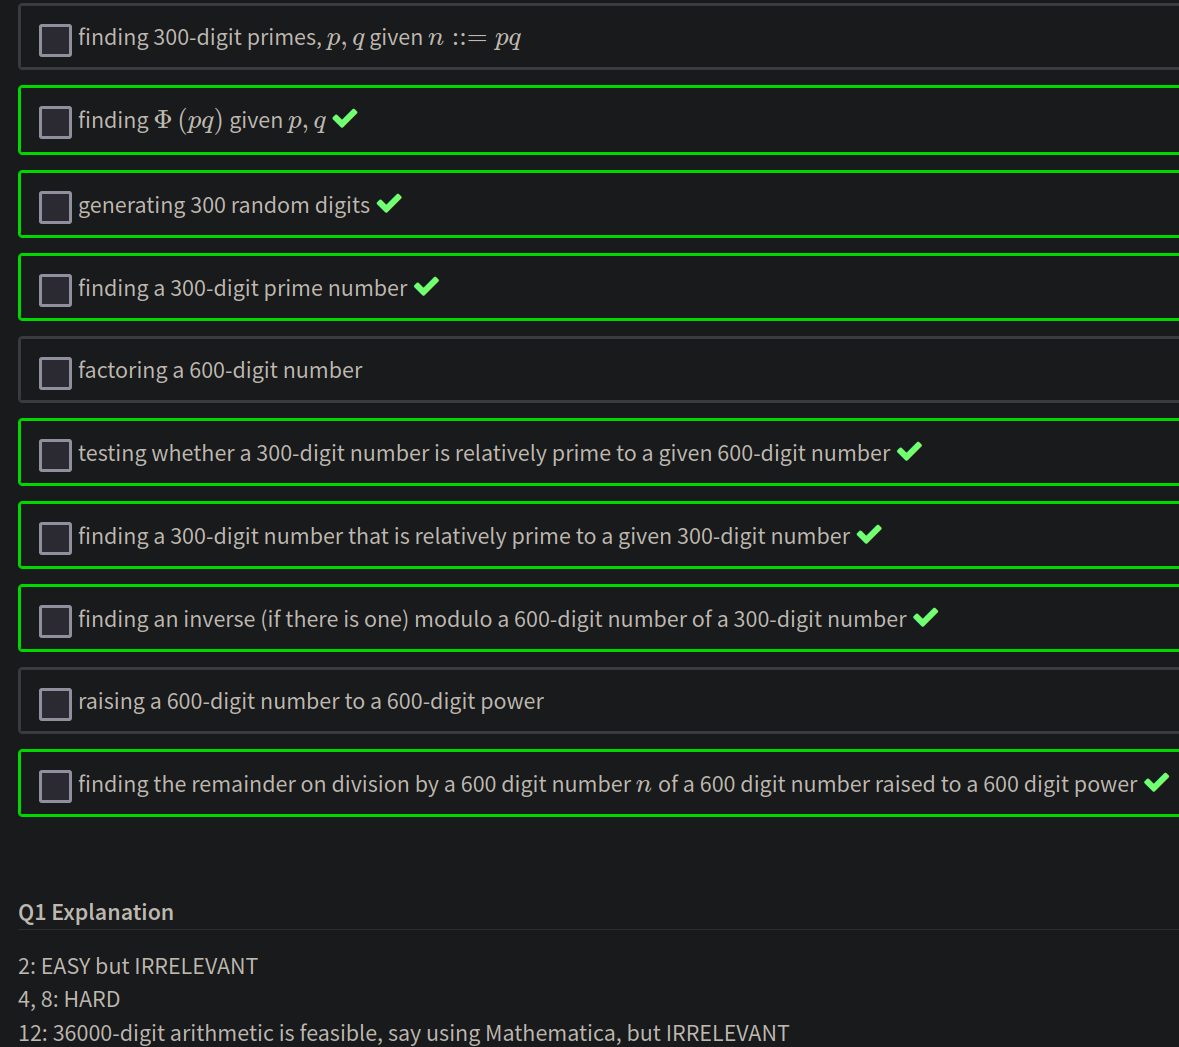 finding 300-digit primes, p, q given n ::= pq
finding Φ (pq) given p, q ✔
generating 300 random digits ✔
finding a 300-digit prime number ✔
factoring a 600-digit number
testing whether a 300-digit number is relatively prime to a given 600-digit number ✔
finding a 300-digit number that is relatively prime to a given 300-digit number ✔
finding an inverse (if there is one) modulo a 600-digit number of a 300-digit number ✔
raising a 600-digit number to a 600-digit power
finding the remainder on division by a 600 digit number n of a 600 digit number raised to a 600 digit power ✔
Q1 Explanation
2: EASY but IRRELEVANT
4, 8: HARD
12: 36000-digit arithmetic is feasible, say using Mathematica, but IRRELEVANT